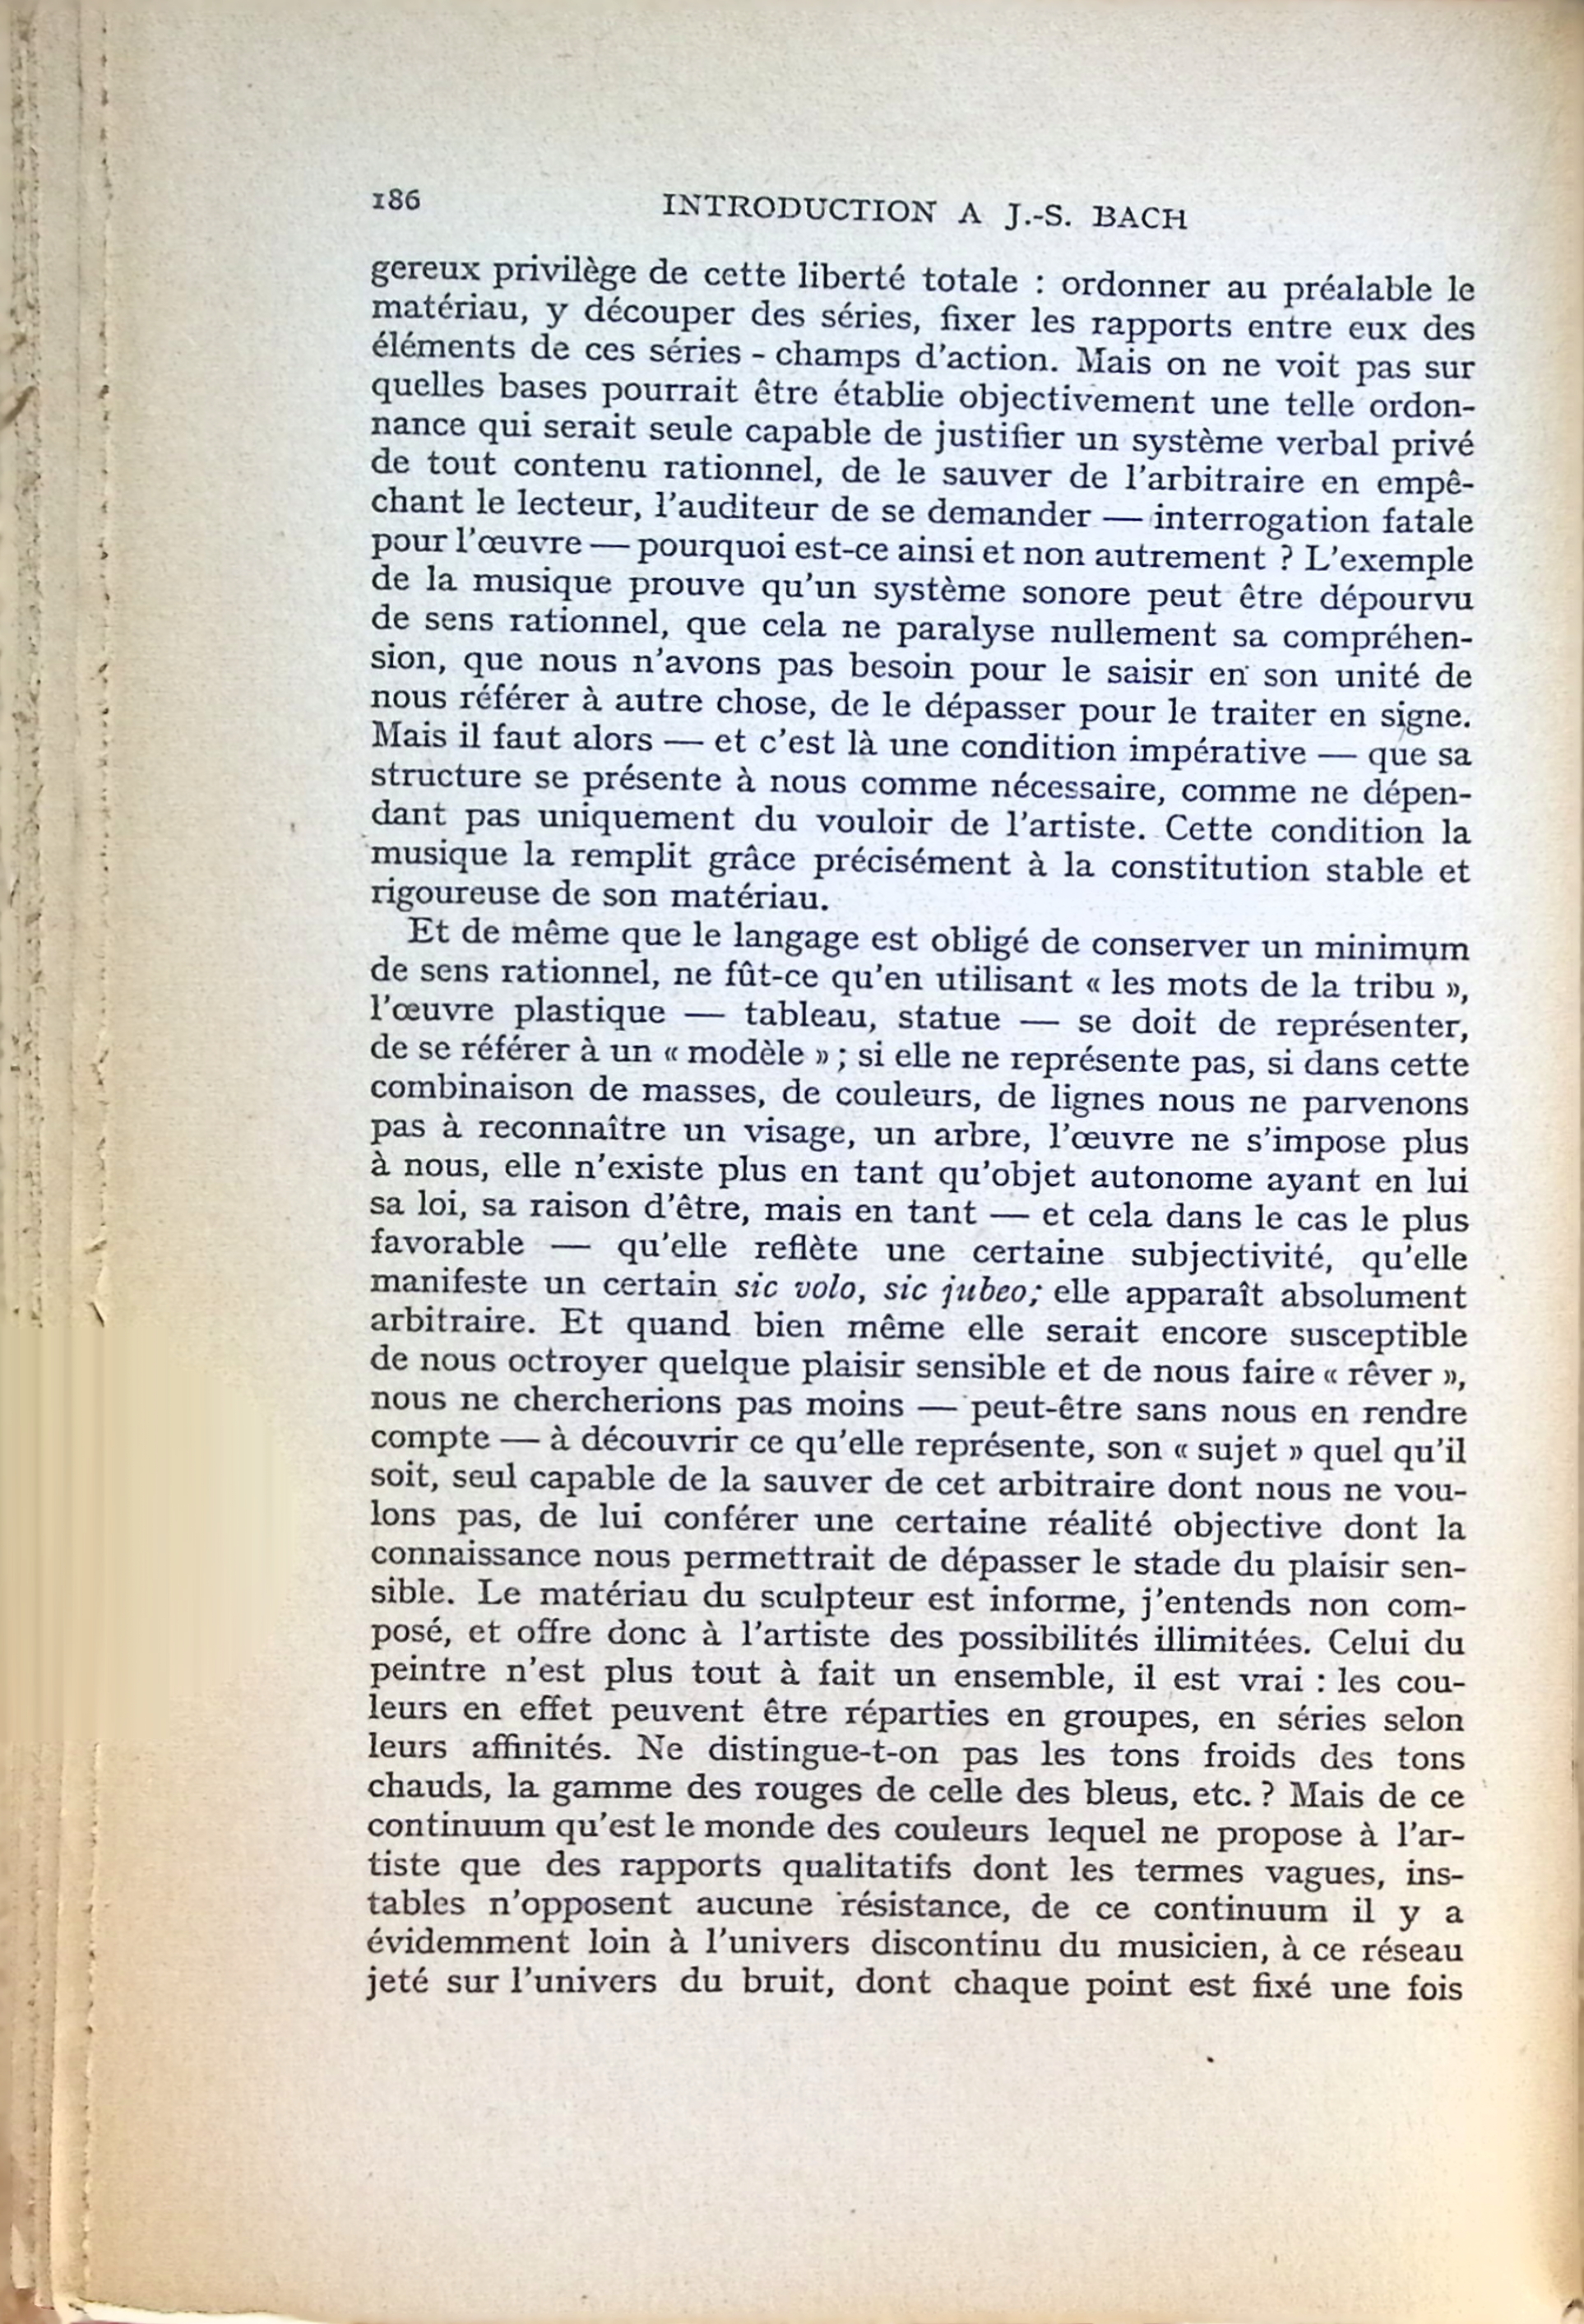 186 INTRODUCTION A J.-S. BACH
gereux privilège de cette liberté totale : ordonner au préalable le
matériau, y découper des séries, fixer les rapports entre eux des
éléments de ces séries - champs d'action. Mais on ne voit pas sur
quelles bases pourrait être établie objectivement une telle ordon-
nance qui serait seule capable de justifier un système verbal privé
de tout contenu rationnel, de le sauver de l'arbitraire en empê-
chant le lecteur, l'auditeur de se demander — interrogation fatale
pour l'œuvre — pourquoi est-ce ainsi et non autrement ? L'exemple
de la musique prouve qu'un système sonore peut être dépourvu
de sens rationnel, que cela ne paralyse nullement sa compréhen-
sion, que nous n'avons pas besoin pour le saisir en son unité de
nous référer à autre chose, de le dépasser pour le traiter en signe.
Mais il faut alors — et c'est là une condition impérative — que sa
structure se présente à nous comme nécessaire, comme ne dépen-
dant pas uniquement du vouloir de l'artiste. Cette condition la
musique la remplit grâce précisément à la constitution stable et
rigoureuse de son matériau.
Et de même que le langage est obligé de conserver un minimum
de sens rationnel, ne fût-ce qu'en utilisant « les mots de la tribu »,
l'œuvre plastique — tableau, statue — se doit de représenter,
de se référer à un « modèle » ; si elle ne représente pas, si dans cette
combinaison de masses, de couleurs, de lignes nous ne parvenons
pas à reconnaître un visage, un arbre, l'œuvre ne s'impose plus
à nous, elle n'existe plus en tant qu'objet autonome ayant en lui
sa loi, sa raison d'être, mais en tant — et cela dans le cas le plus
favorable — qu'elle reflète une certaine subjectivité, qu'elle
manifeste un certain sic volo, sic jubeo; elle apparaît absolument
arbitraire. Et quand bien même elle serait encore susceptible
de nous octroyer quelque plaisir sensible et de nous faire « rêver »,
nous ne chercherions pas moins — peut-être sans nous en rendre
compte — à découvrir ce qu'elle représente, son « sujet » quel qu'il
soit, seul capable de la sauver de cet arbitraire dont nous ne vou-
lons pas, de lui conférer une certaine réalité objective dont la
connaissance nous permettrait de dépasser le stade du plaisir sen-
sible. Le matériau du sculpteur est informe, j'entends non com-
posé, et offre donc à l'artiste des possibilités illimitées. Celui du
peintre n'est plus tout à fait un ensemble, il est vrai : les cou-
leurs en effet peuvent être réparties en groupes, en séries selon
leurs affinités. Ne distingue-t-on pas les tons froids des tons
chauds, la gamme des rouges de celle des bleus, etc. ? Mais de ce
continuum qu'est le monde des couleurs lequel ne propose à l'ar-
tiste que des rapports qualitatifs dont les termes vagues, ins-
tables n'opposent aucune résistance, de ce continuum il y a
évidemment loin à l'univers discontinu du musicien, à ce réseau
jeté sur l'univers du bruit, dont chaque point est fixé une fois